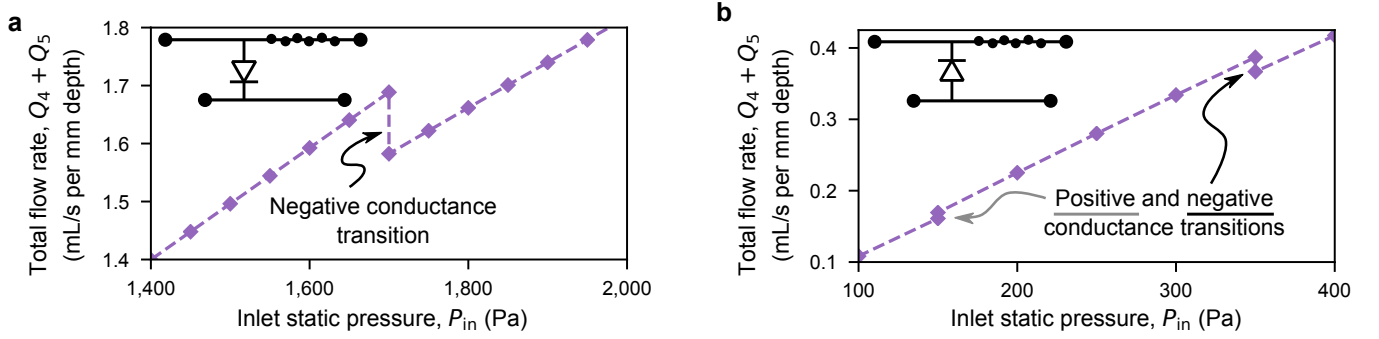 a
Total flow rate, Q4 + Q5
(mL/s per mm depth)
1.8
1.7
1.6
1.5
1.4
Negative conductance
transition
1,400
1,600
1,800
2,000
Inlet static pressure, Pin (Pa)
b
Total flow rate, Q4 + Q5
(mL/s per mm depth)
0.4
0.3
0.2
0.1
Positive and negative
conductance transitions
100
200
300
400
Inlet static pressure, Pin (Pa)